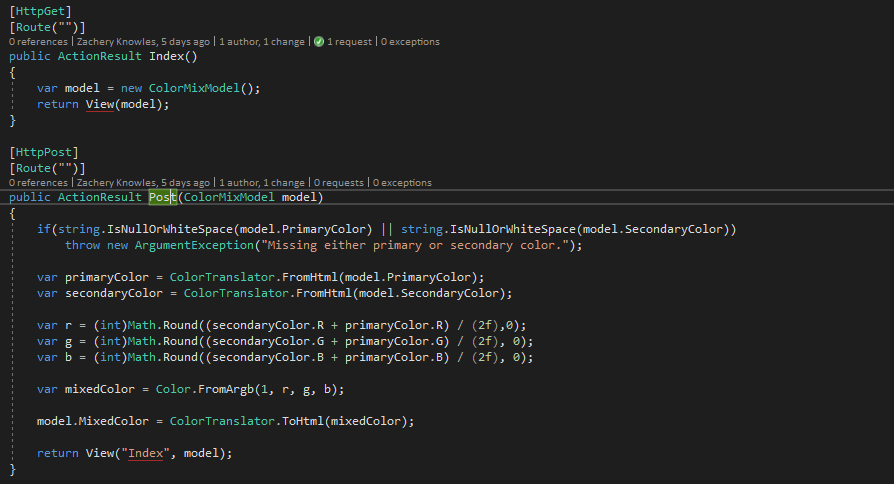 [HttpGet]
[Route("")]
0 references | Zachery Knowles, 5 days ago | 1 author, 1 change | 1 request | 0 exceptions
public ActionResult Index()
{
var model = new ColorMixModel();
return View(model);
}
[HttpPost]
[Route("")]
0 references | Zachery Knowles, 5 days ago | 1 author, 1 change | 0 requests | 0 exceptions
public ActionResult Post(ColorMixModel model)
{
if(string.IsNullOrWhiteSpace(model.PrimaryColor) || string.IsNullOrWhiteSpace(model.SecondaryColor))
throw new ArgumentException("Missing either primary or secondary color.");
var primaryColor = ColorTranslator.FromHtml(model.PrimaryColor);
var secondaryColor = ColorTranslator.FromHtml(model.SecondaryColor);
var r = (int)Math.Round((secondaryColor.R + primaryColor.R) / (2f),0);
var g = (int)Math.Round((secondaryColor.G + primaryColor.G) / (2f), 0);
var b = (int)Math.Round((secondaryColor.B + primaryColor.B) / (2f), 0);
var mixedColor = Color.FromArgb(1, r, g, b);
model.MixedColor = ColorTranslator.ToHtml(mixedColor);
return View("Index", model);
}